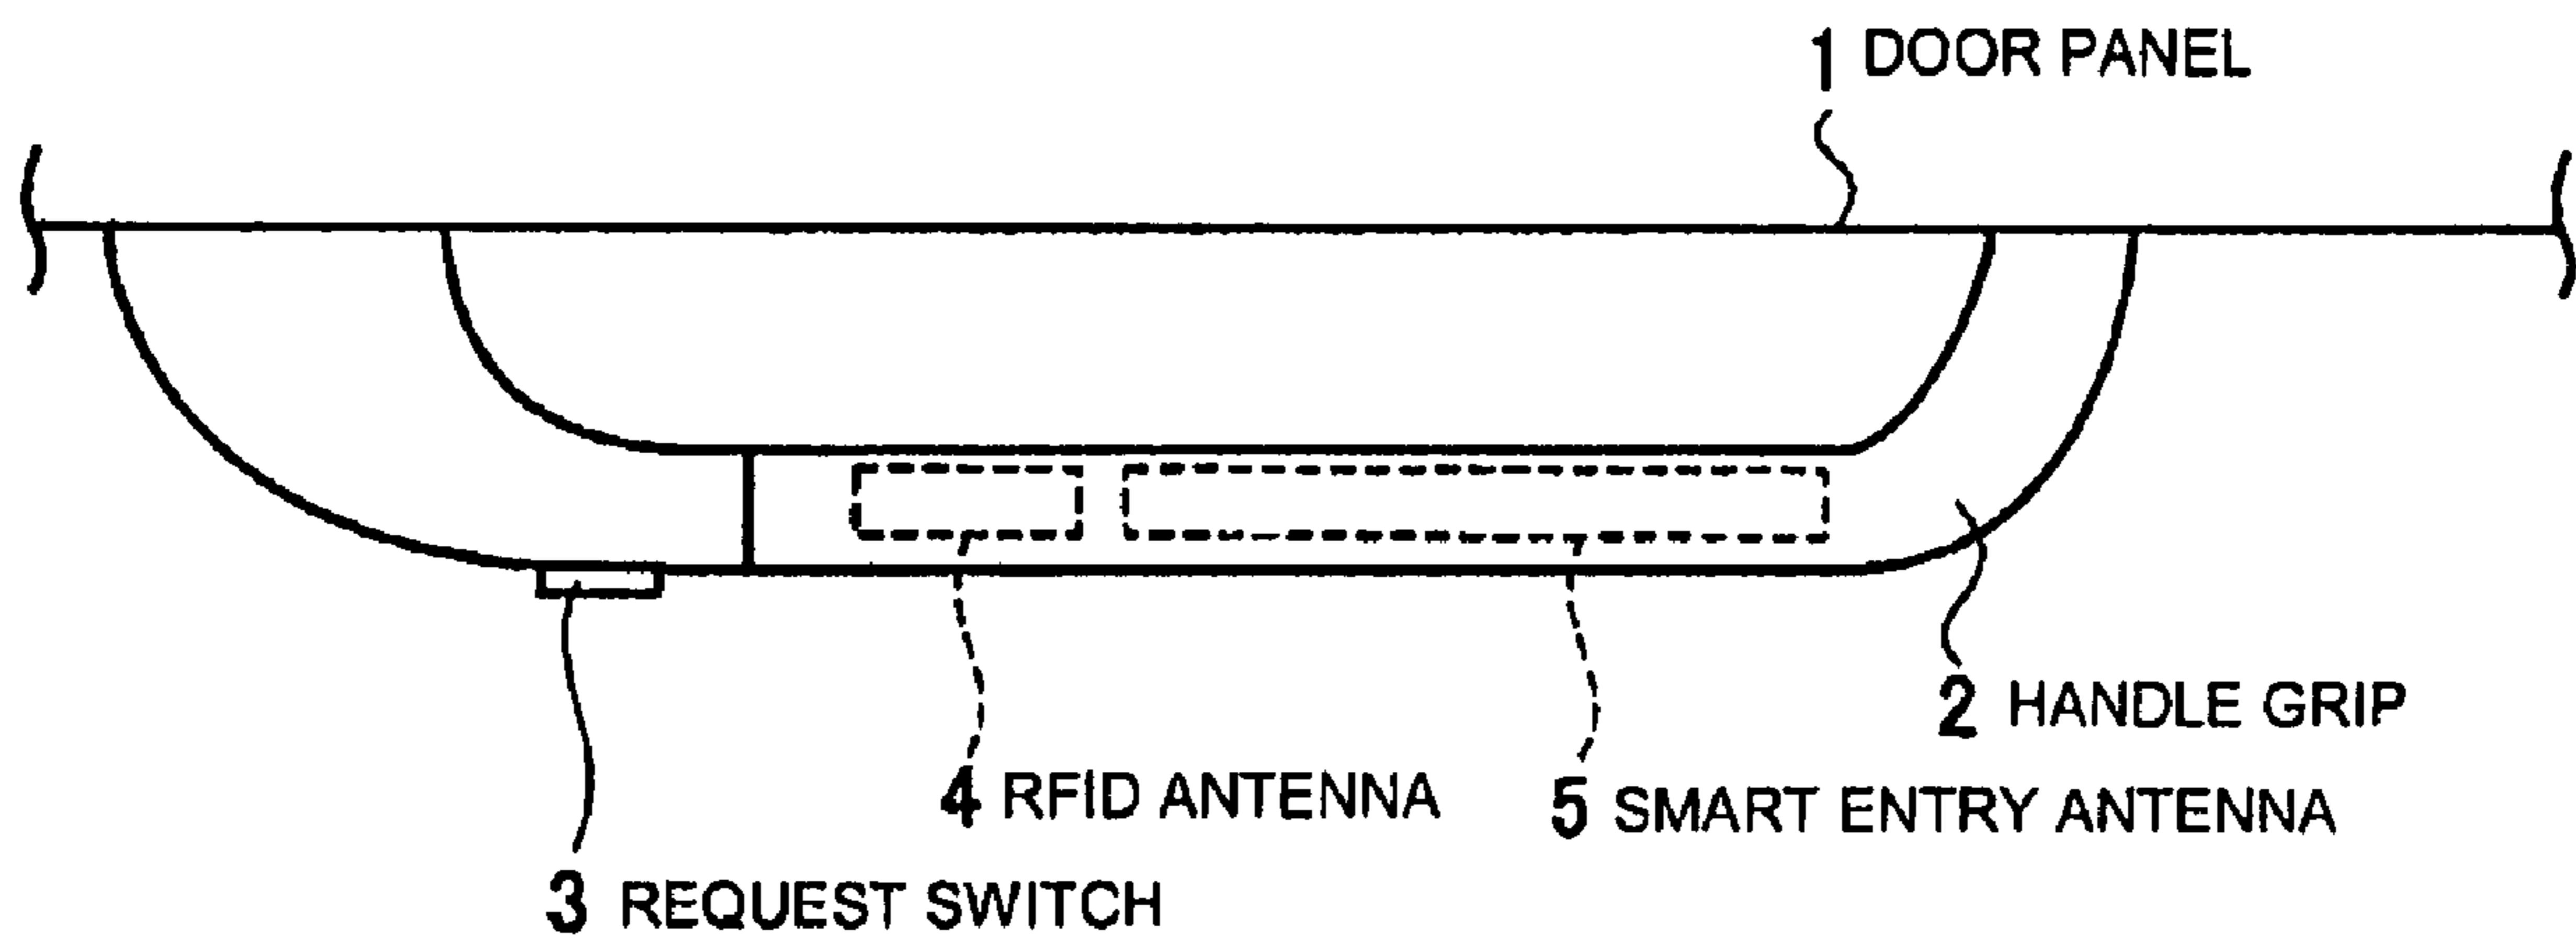 1 DOOR PANEL
2 HANDLE GRIP
4 RFID ANTENNA
5 SMART ENTRY ANTENNA
3 REQUEST SWITCH